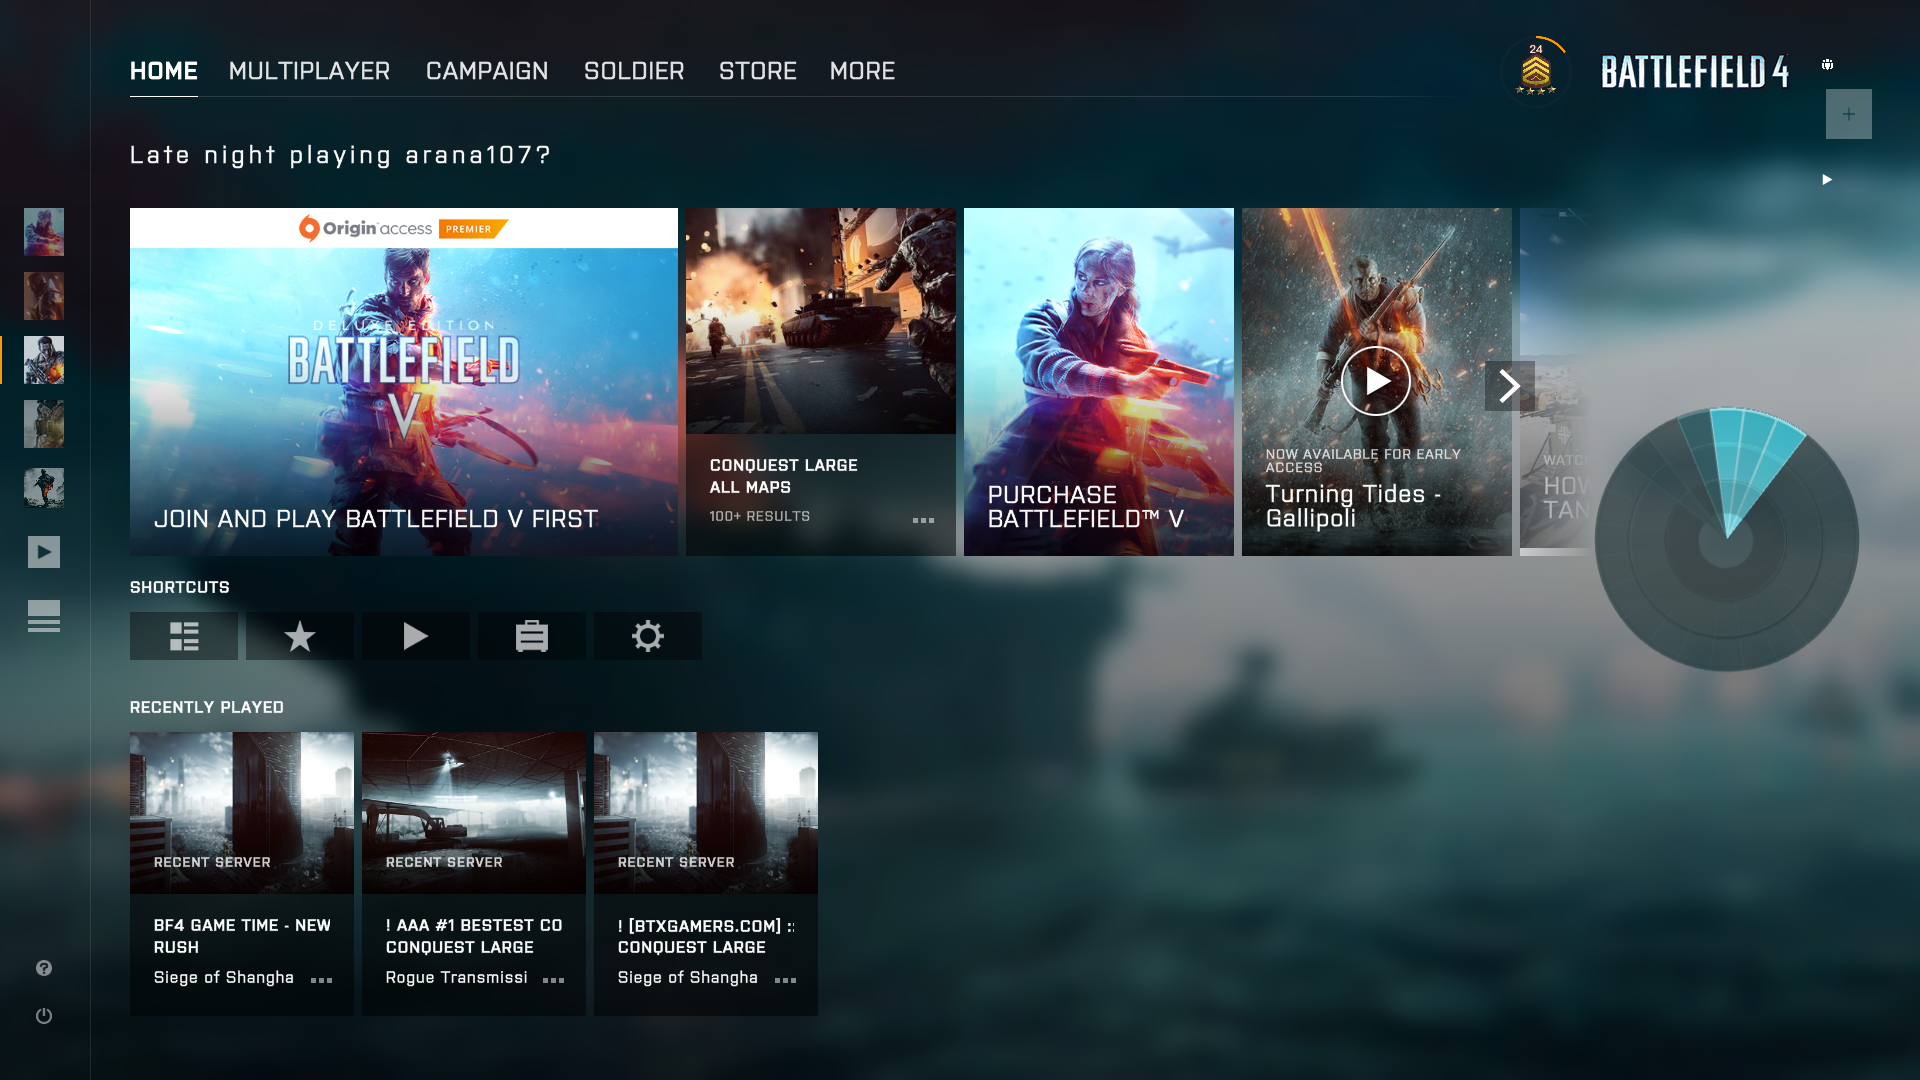 HOME MULTIPLAYER CAMPAIGN SOLDIER STORE MORE
24
BATTLEFIELD 4
Late night playing arana107?
Origin access PREMIER
DELUXE EDITION
BATTLEFIELD
V
JOIN AND PLAY BATTLEFIELD V FIRST
CONQUEST LARGE
ALL MAPS
100+ RESULTS
PURCHASE
BATTLEFIELD™ V
NOW AVAILABLE FOR EARLY
ACCESS
Turning Tides -
Gallipoli
WATC
HOW
TAN
SHORTCUTS
RECENTLY PLAYED
RECENT SERVER
BF4 GAME TIME - NEW
RUSH
Siege of Shangha
RECENT SERVER
! AAA #1 BESTEST CO
CONQUEST LARGE
Rogue Transmissi
RECENT SERVER
! [BTXGAMERS.COM] ::
CONQUEST LARGE
Siege of Shangha